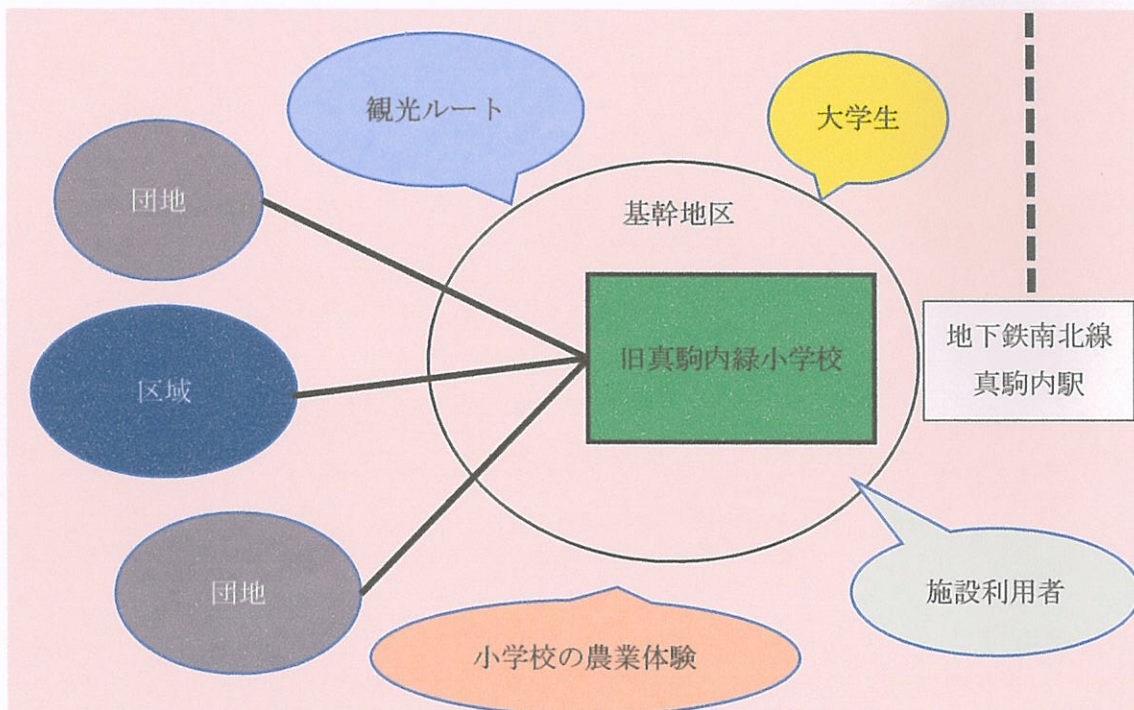 観光ルート
大学生
団地
基幹地区
旧真駒内緑小学校
地下鉄南北線
真駒内駅
区域
団地
施設利用者
小学校の農業体験